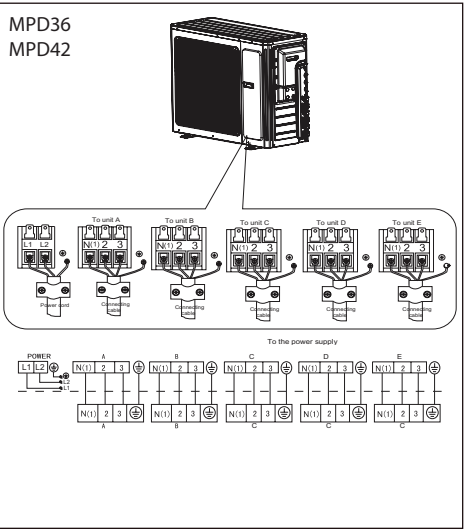 MPD36
MPD42
To unit A To unit B To unit C To unit D To unit E
L1 L2 N(1) 2 3 N(1) 2 3 N(1) 2 3 N(1) 2 3 N(1) 2 3
Power cord Connecting cable Connecting cable Connecting cable Connecting cable Connecting cable
To the power supply
POWER A B C D E
L1 L2 N(1) 2 3 N(1) 2 3 N(1) 2 3 N(1) 2 3 N(1) 2 3
L2
L1
N(1) 2 3 N(1) 2 3 N(1) 2 3 N(1) 2 3 N(1) 2 3
A B C C C